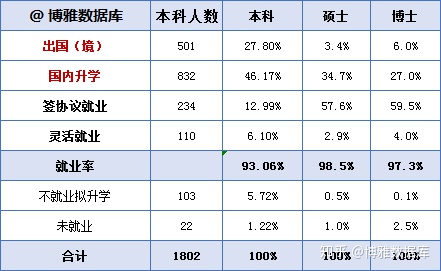 @ 博雅数据库 本科人数 本科 硕士 博士
出国（境） 501 27.80% 3.4% 6.0%
国内升学 832 46.17% 34.7% 27.0%
签协议就业 234 12.99% 57.6% 59.5%
灵活就业 110 6.10% 2.9% 4.0%
就业率 93.06% 98.5% 97.3%
不就业拟升学 103 5.72% 0.5% 0.1%
未就业 22 1.22% 1.0% 2.5%
合计 1802 100% 100% 100%
知乎 @博雅数据库